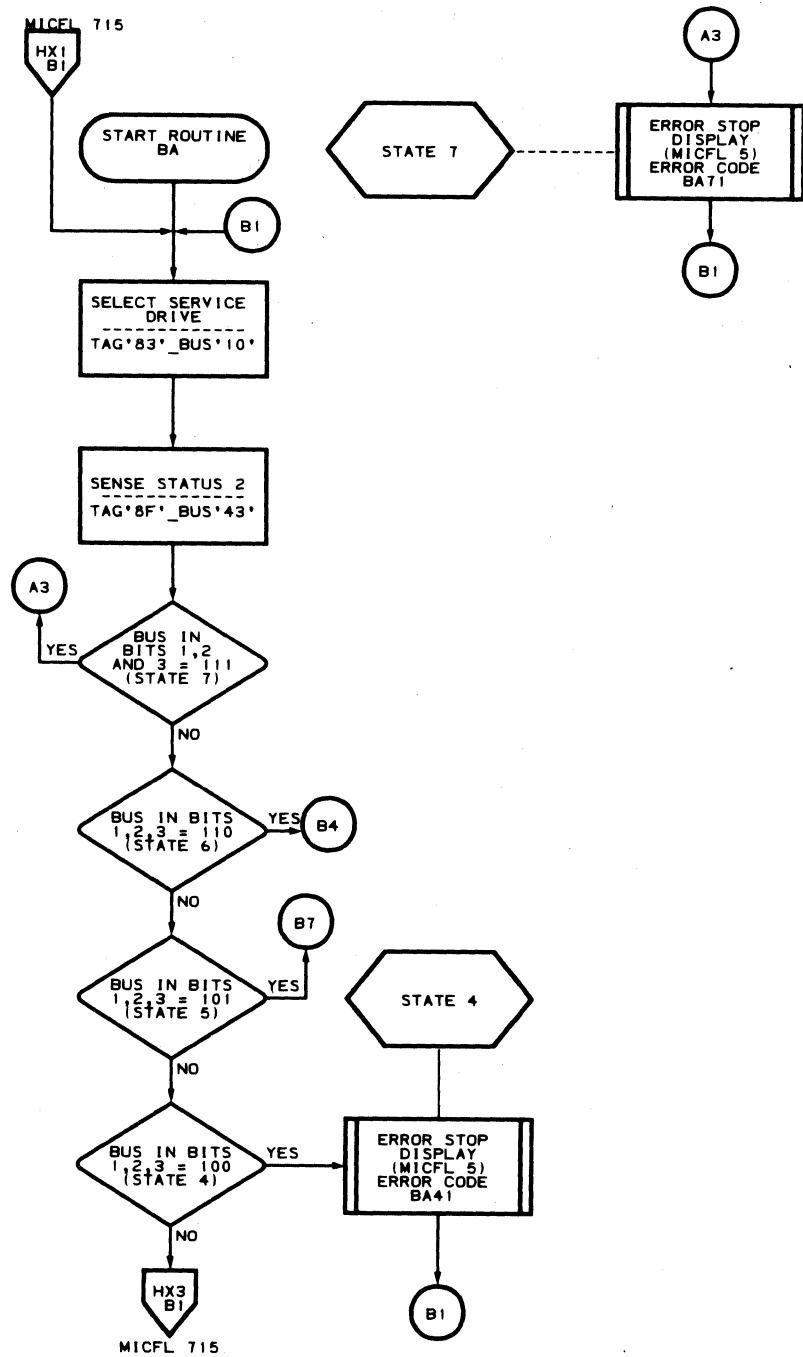 MICFL 715
HX1
B1
START ROUTINE
BA
B1
SELECT SERVICE
DRIVE
--------------
TAG'83'_BUS'10'
SENSE STATUS 2
--------------
TAG'8F'_BUS'43'
A3
YES
BUS IN
BITS 1,2
AND 3 = 111
(STATE 7)
NO
BUS IN BITS
1,2,3 = 110
(STATE 6)
YES
B4
NO
B7
BUS IN BITS
1,2,3 = 101
(STATE 5)
YES
NO
BUS IN BITS
1,2,3 = 100
(STATE 4)
YES
NO
HX3
B1
MICFL 715
STATE 4
ERROR STOP
DISPLAY
(MICFL 5)
ERROR CODE
BA41
B1
STATE 7
A3
ERROR STOP
DISPLAY
(MICFL 5)
ERROR CODE
BA71
B1